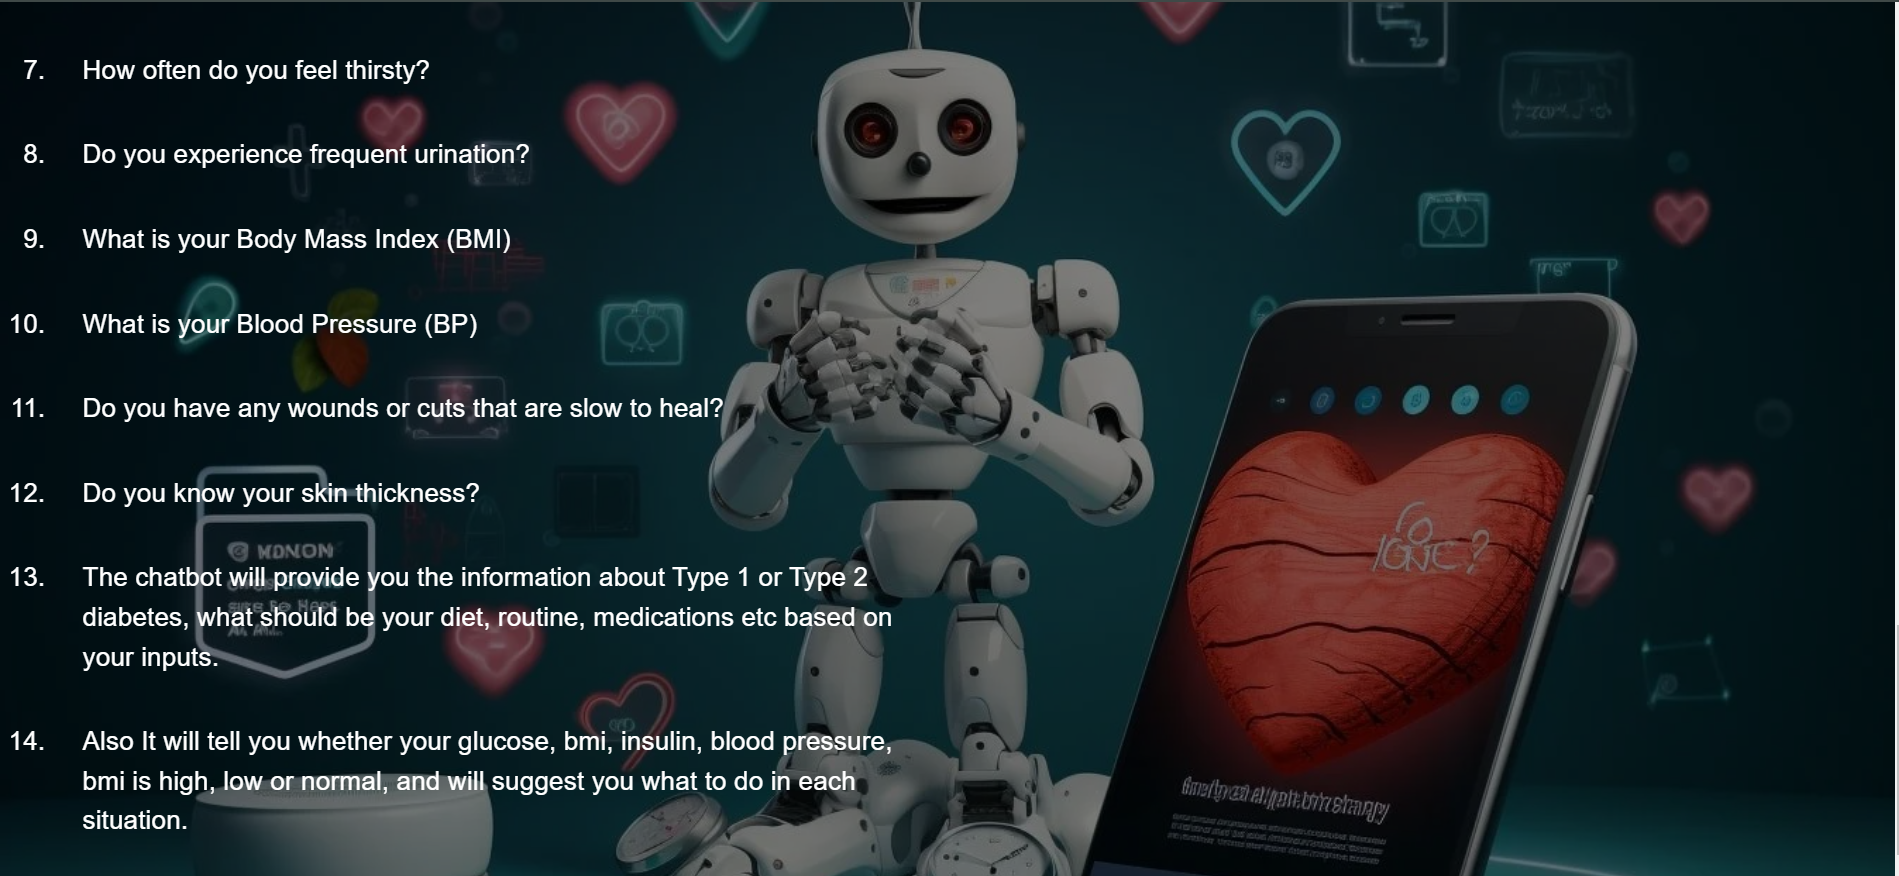 7. How often do you feel thirsty?
8. Do you experience frequent urination?
9. What is your Body Mass Index (BMI)
10. What is your Blood Pressure (BP)
11. Do you have any wounds or cuts that are slow to heal?
12. Do you know your skin thickness?
13. The chatbot will provide you the information about Type 1 or Type 2
diabetes, what should be your diet, routine, medications etc based on
your inputs.
14. Also It will tell you whether your glucose, bmi, insulin, blood pressure,
bmi is high, low or normal, and will suggest you what to do in each
situation.